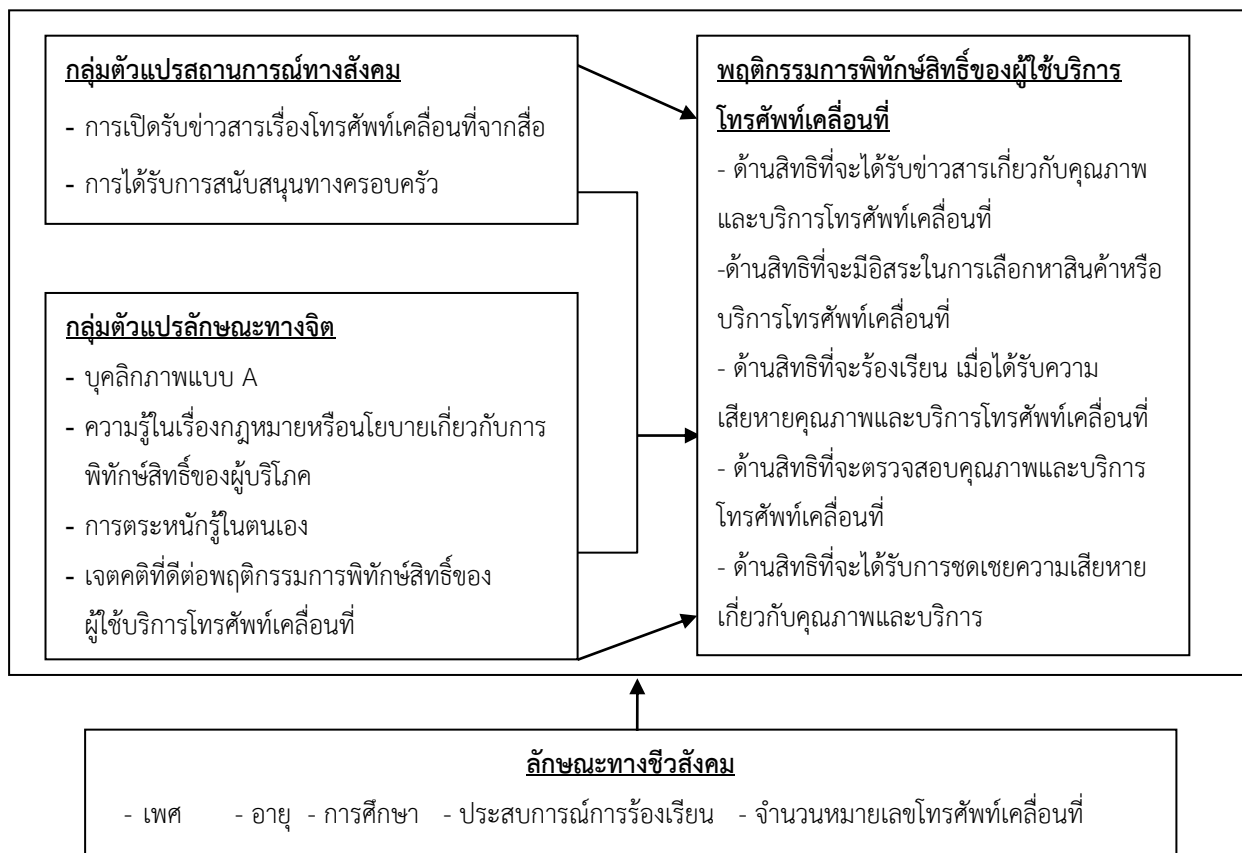 กลุ่มตัวแปรสถานการณ์ทางสังคม
- การเปิดรับข่าวสารเรื่องโทรศัพท์เคลื่อนที่จากสื่อ
- การได้รับการสนับสนุนทางครอบครัว
กลุ่มตัวแปรลักษณะทางจิต
- บุคลิกภาพแบบ A
- ความรู้ในเรื่องกฎหมายหรือนโยบายเกี่ยวกับการ
พิทักษ์สิทธิ์ของผู้บริโภค
- การตระหนักรู้ในตนเอง
- เจตคติที่ดีต่อพฤติกรรมการพิทักษ์สิทธิ์ของ
ผู้ใช้บริการโทรศัพท์เคลื่อนที่
พฤติกรรมการพิทักษ์สิทธิ์ของผู้ใช้บริการ
โทรศัพท์เคลื่อนที่
- ด้านสิทธิที่จะได้รับข่าวสารเกี่ยวกับคุณภาพ
และบริการโทรศัพท์เคลื่อนที่
-ด้านสิทธิที่จะมีอิสระในการเลือกหาสินค้าหรือ
บริการโทรศัพท์เคลื่อนที่
- ด้านสิทธิที่จะร้องเรียน เมื่อได้รับความ
เสียหายคุณภาพและบริการโทรศัพท์เคลื่อนที่
- ด้านสิทธิที่จะตรวจสอบคุณภาพและบริการ
โทรศัพท์เคลื่อนที่
- ด้านสิทธิที่จะได้รับการชดเชยความเสียหาย
เกี่ยวกับคุณภาพและบริการ
ลักษณะทางชีวสังคม
- เพศ - อายุ - การศึกษา - ประสบการณ์การร้องเรียน - จำนวนหมายเลขโทรศัพท์เคลื่อนที่